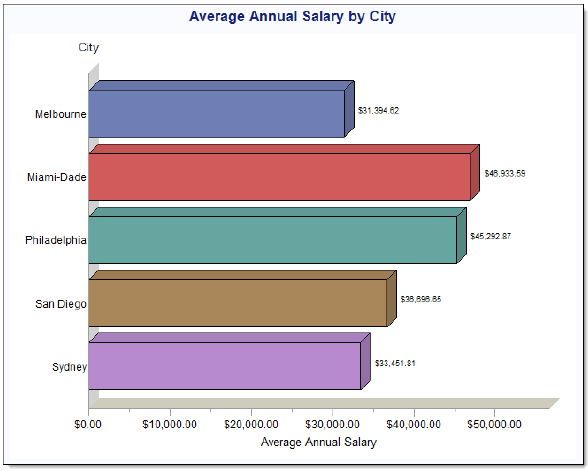 Average Annual Salary by City
City
Melbourne
$31,394.62
Miami-Dade
$46,933.59
Philadelphia
$45,292.87
San Diego
$36,696.65
Sydney
$33,451.81
$0.00 $10,000.00 $20,000.00 $30,000.00 $40,000.00 $50,000.00
Average Annual Salary